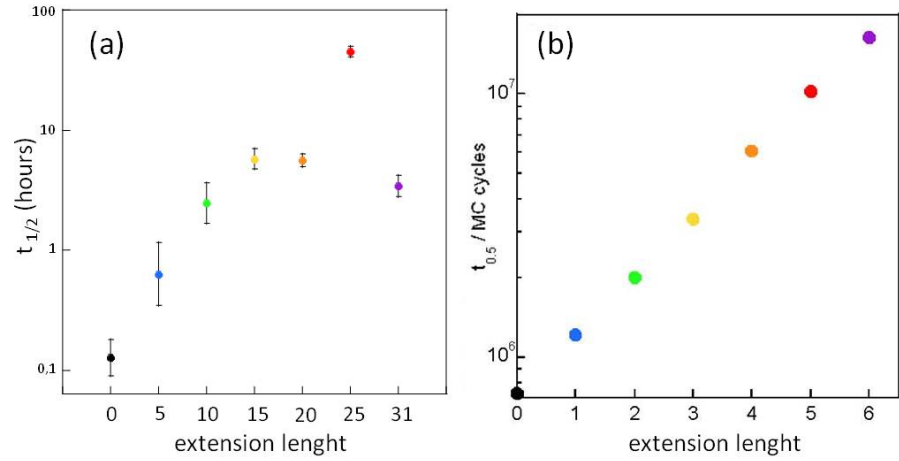 (a)
100
10
1
0,1
t 1/2 (hours)
0 5 10 15 20 25 31
extension lenght
(b)
10^7
10^6
t0.5 / MC cycles
0 1 2 3 4 5 6
extension lenght